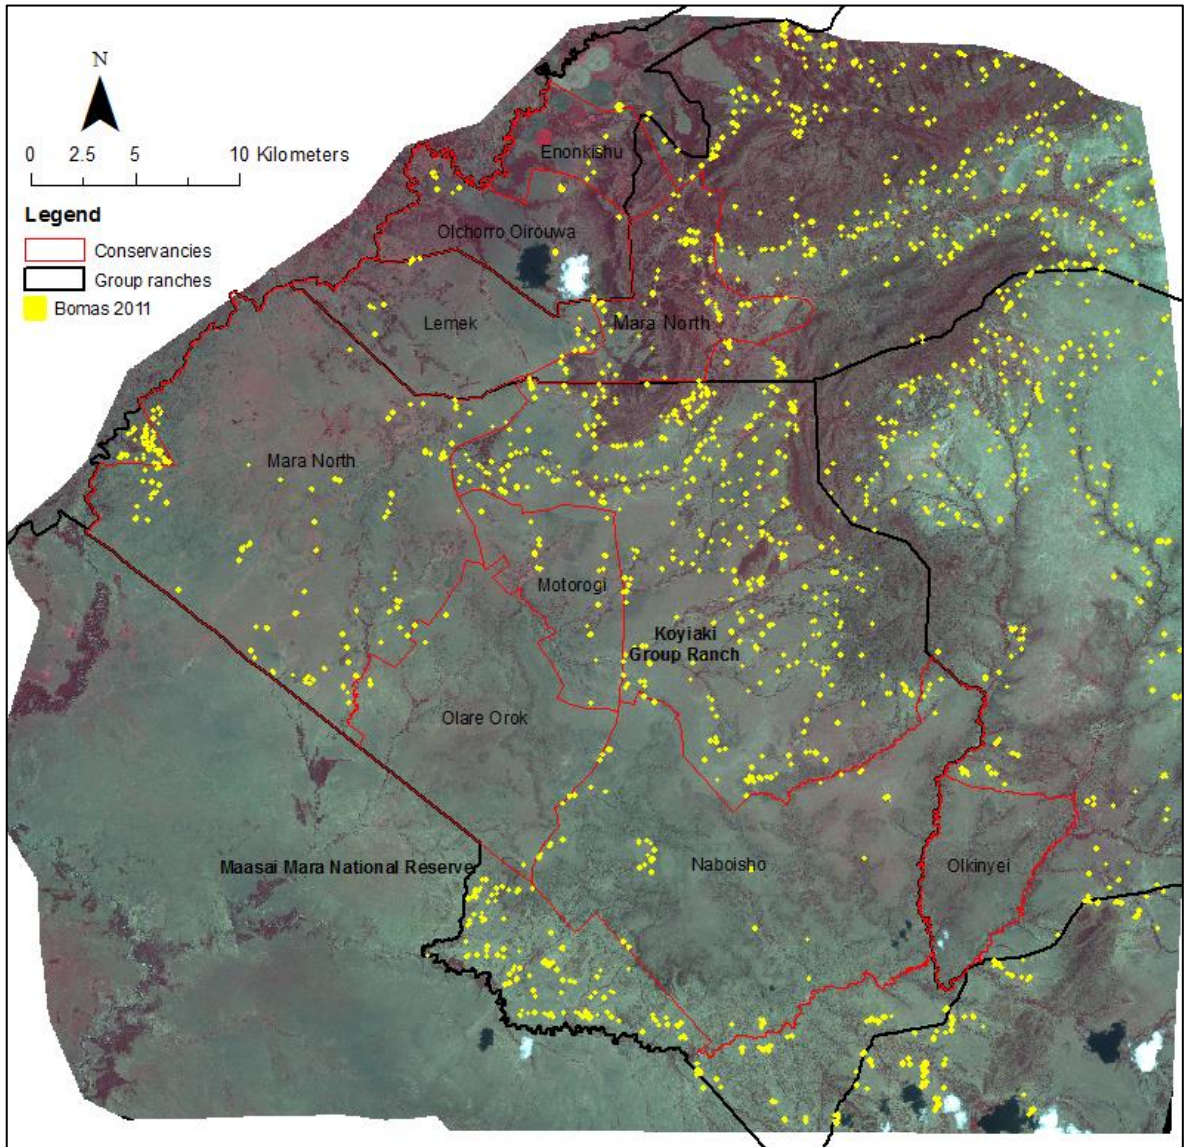 N
0 2.5 5 10 Kilometers
Legend
Conservancies
Group ranches
Bomas 2011
Enonkishu
Olchorro Oirouwa
Lemek
Mara North
Mara North
Motorogi
Koyiaki
Group Ranch
Olare Orok
Maasai Mara National Reserve
Naboisho
Olkinyei